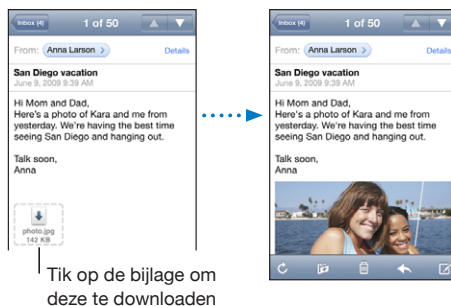 Inbox (4)
1 of 50
From: Anna Larson
Details
San Diego vacation
June 9, 2009 9:39 AM
Hi Mom and Dad,
Here's a photo of Kara and me from
yesterday. We're having the best time
seeing San Diego and hanging out.
Talk soon,
Anna
photo.jpg
142 KB
Tik op de bijlage om
deze te downloaden
Inbox (4)
1 of 50
From: Anna Larson
Details
San Diego vacation
June 9, 2009 9:39 AM
Hi Mom and Dad,
Here's a photo of Kara and me from
yesterday. We're having the best time
seeing San Diego and hanging out.
Talk soon,
Anna